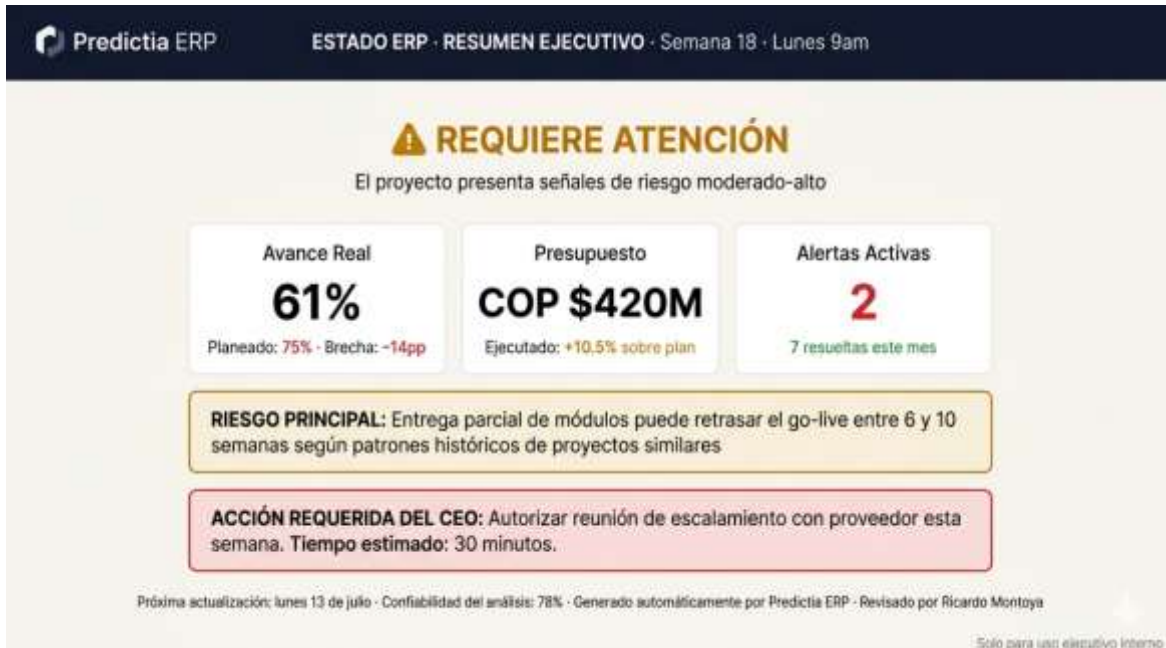 Predictia ERP
ESTADO ERP · RESUMEN EJECUTIVO · Semana 18 · Lunes 9am
REQUIERE ATENCIÓN
El proyecto presenta señales de riesgo moderado-alto
Avance Real
61%
Planeado: 75% · Brecha: -14pp
Presupuesto
COP $420M
Ejecutado: +10.5% sobre plan
Alertas Activas
2
7 resueltas este mes
RIESGO PRINCIPAL: Entrega parcial de módulos puede retrasar el go-live entre 6 y 10
semanas según patrones históricos de proyectos similares
ACCIÓN REQUERIDA DEL CEO: Autorizar reunión de escalamiento con proveedor esta
semana. Tiempo estimado: 30 minutos.
Próxima actualización: lunes 13 de julio · Confiabilidad del análisis: 78% · Generado automáticamente por Predictia ERP · Revisado por Ricardo Montoya
Solo para uso ejecutivo interno